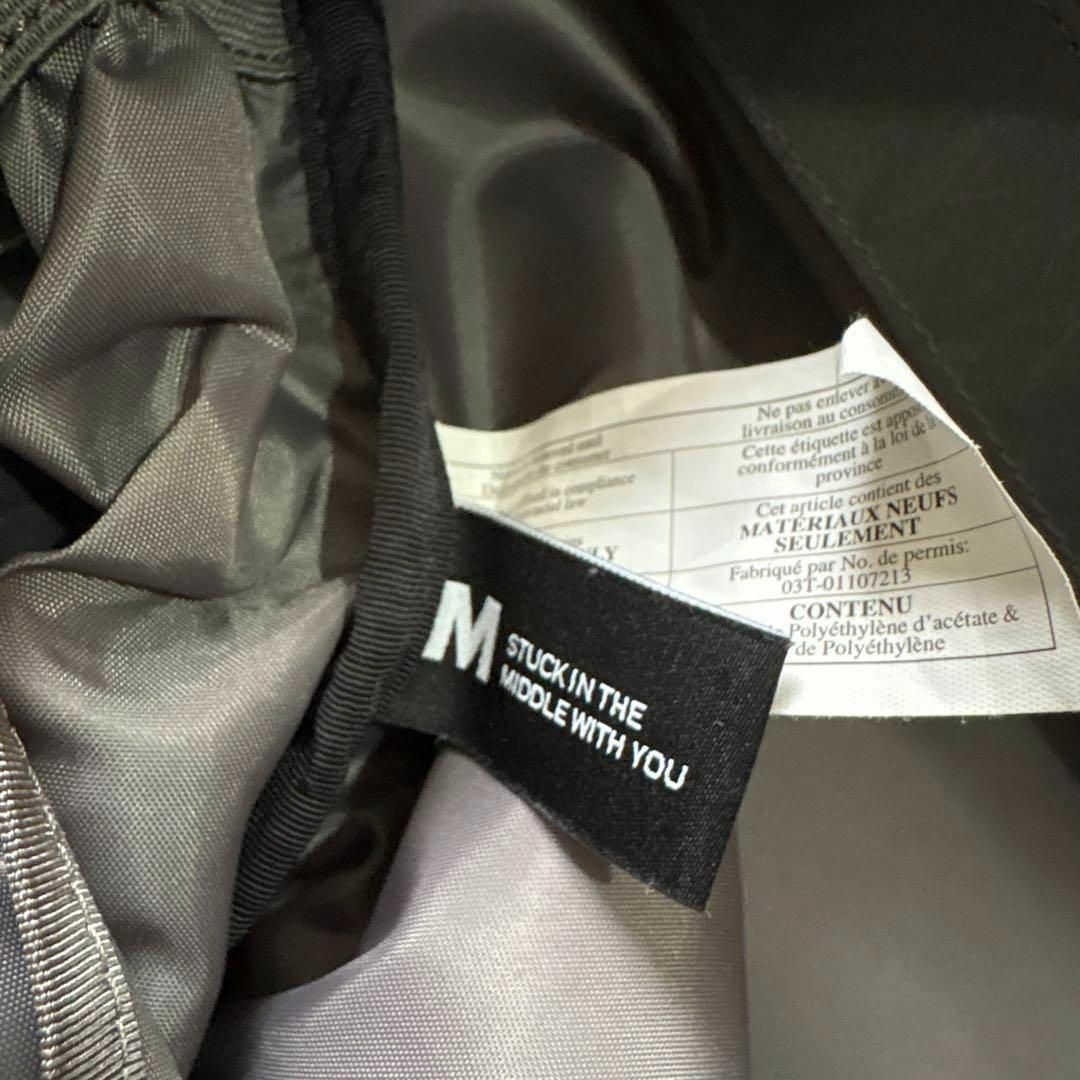 Ne pas enlever
livraison au
Cette étiquette est
conformément à la loi de
province
Cet article contient des
MATÉRIAUX NEUFS
SEULEMENT
Fabriqué par No. de permis:
03T-01107213
CONTENU
Polyéthylène d'acétate &
de Polyéthylène
in compliance
M
STUCK IN THE
MIDDLE WITH YOU